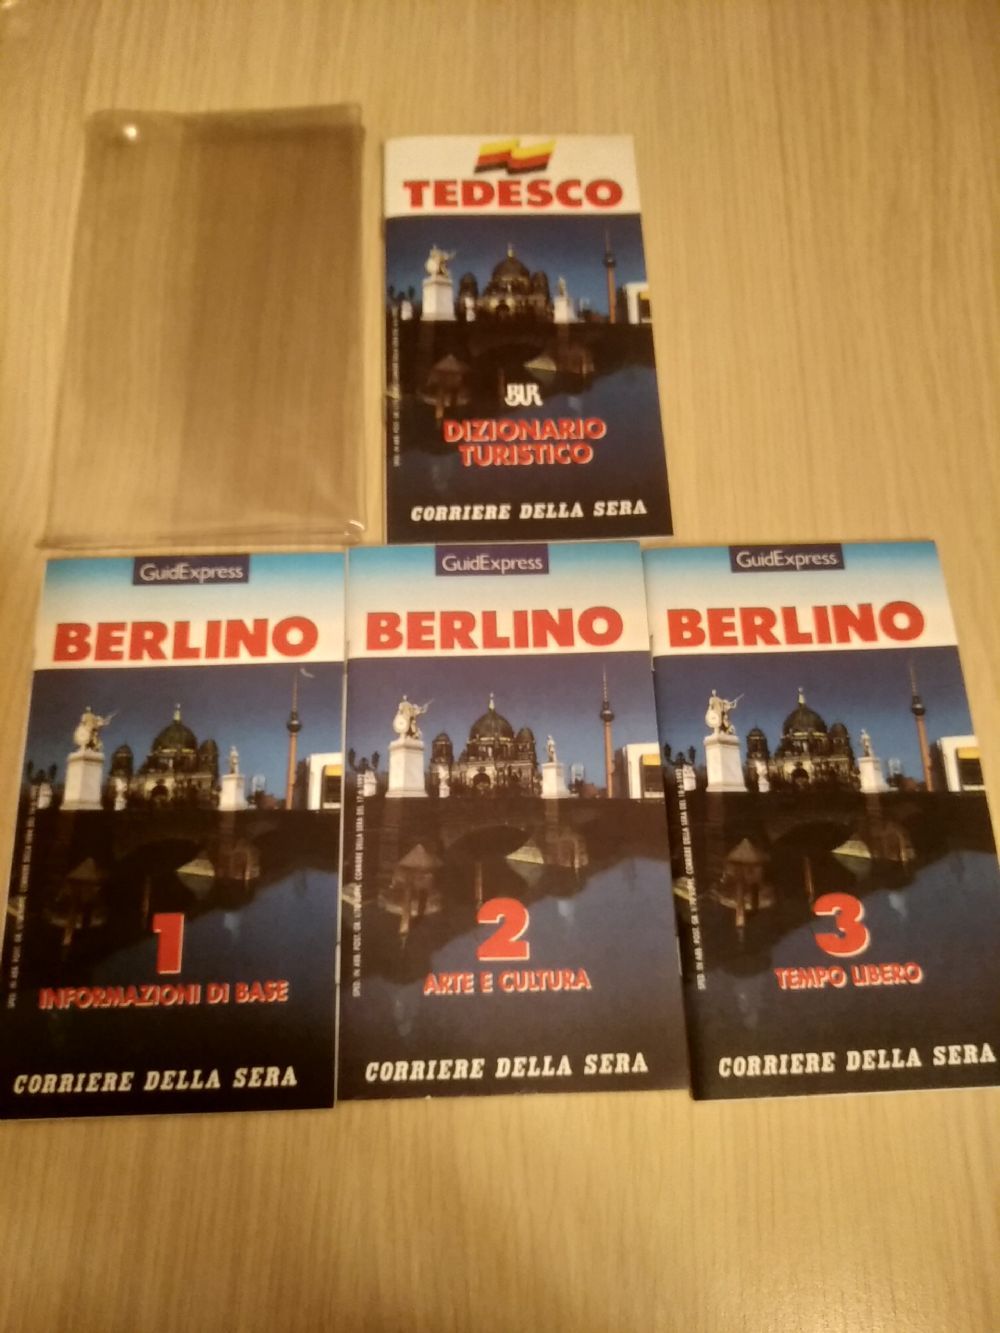 TEDESCO
BUR
DIZIONARIO
TURISTICO
CORRIERE DELLA SERA
GuidExpress
BERLINO
1
INFORMAZIONI DI BASE
CORRIERE DELLA SERA
GuidExpress
BERLINO
2
ARTE E CULTURA
CORRIERE DELLA SERA
GuidExpress
BERLINO
3
TEMPO LIBERO
CORRIERE DELLA SERA